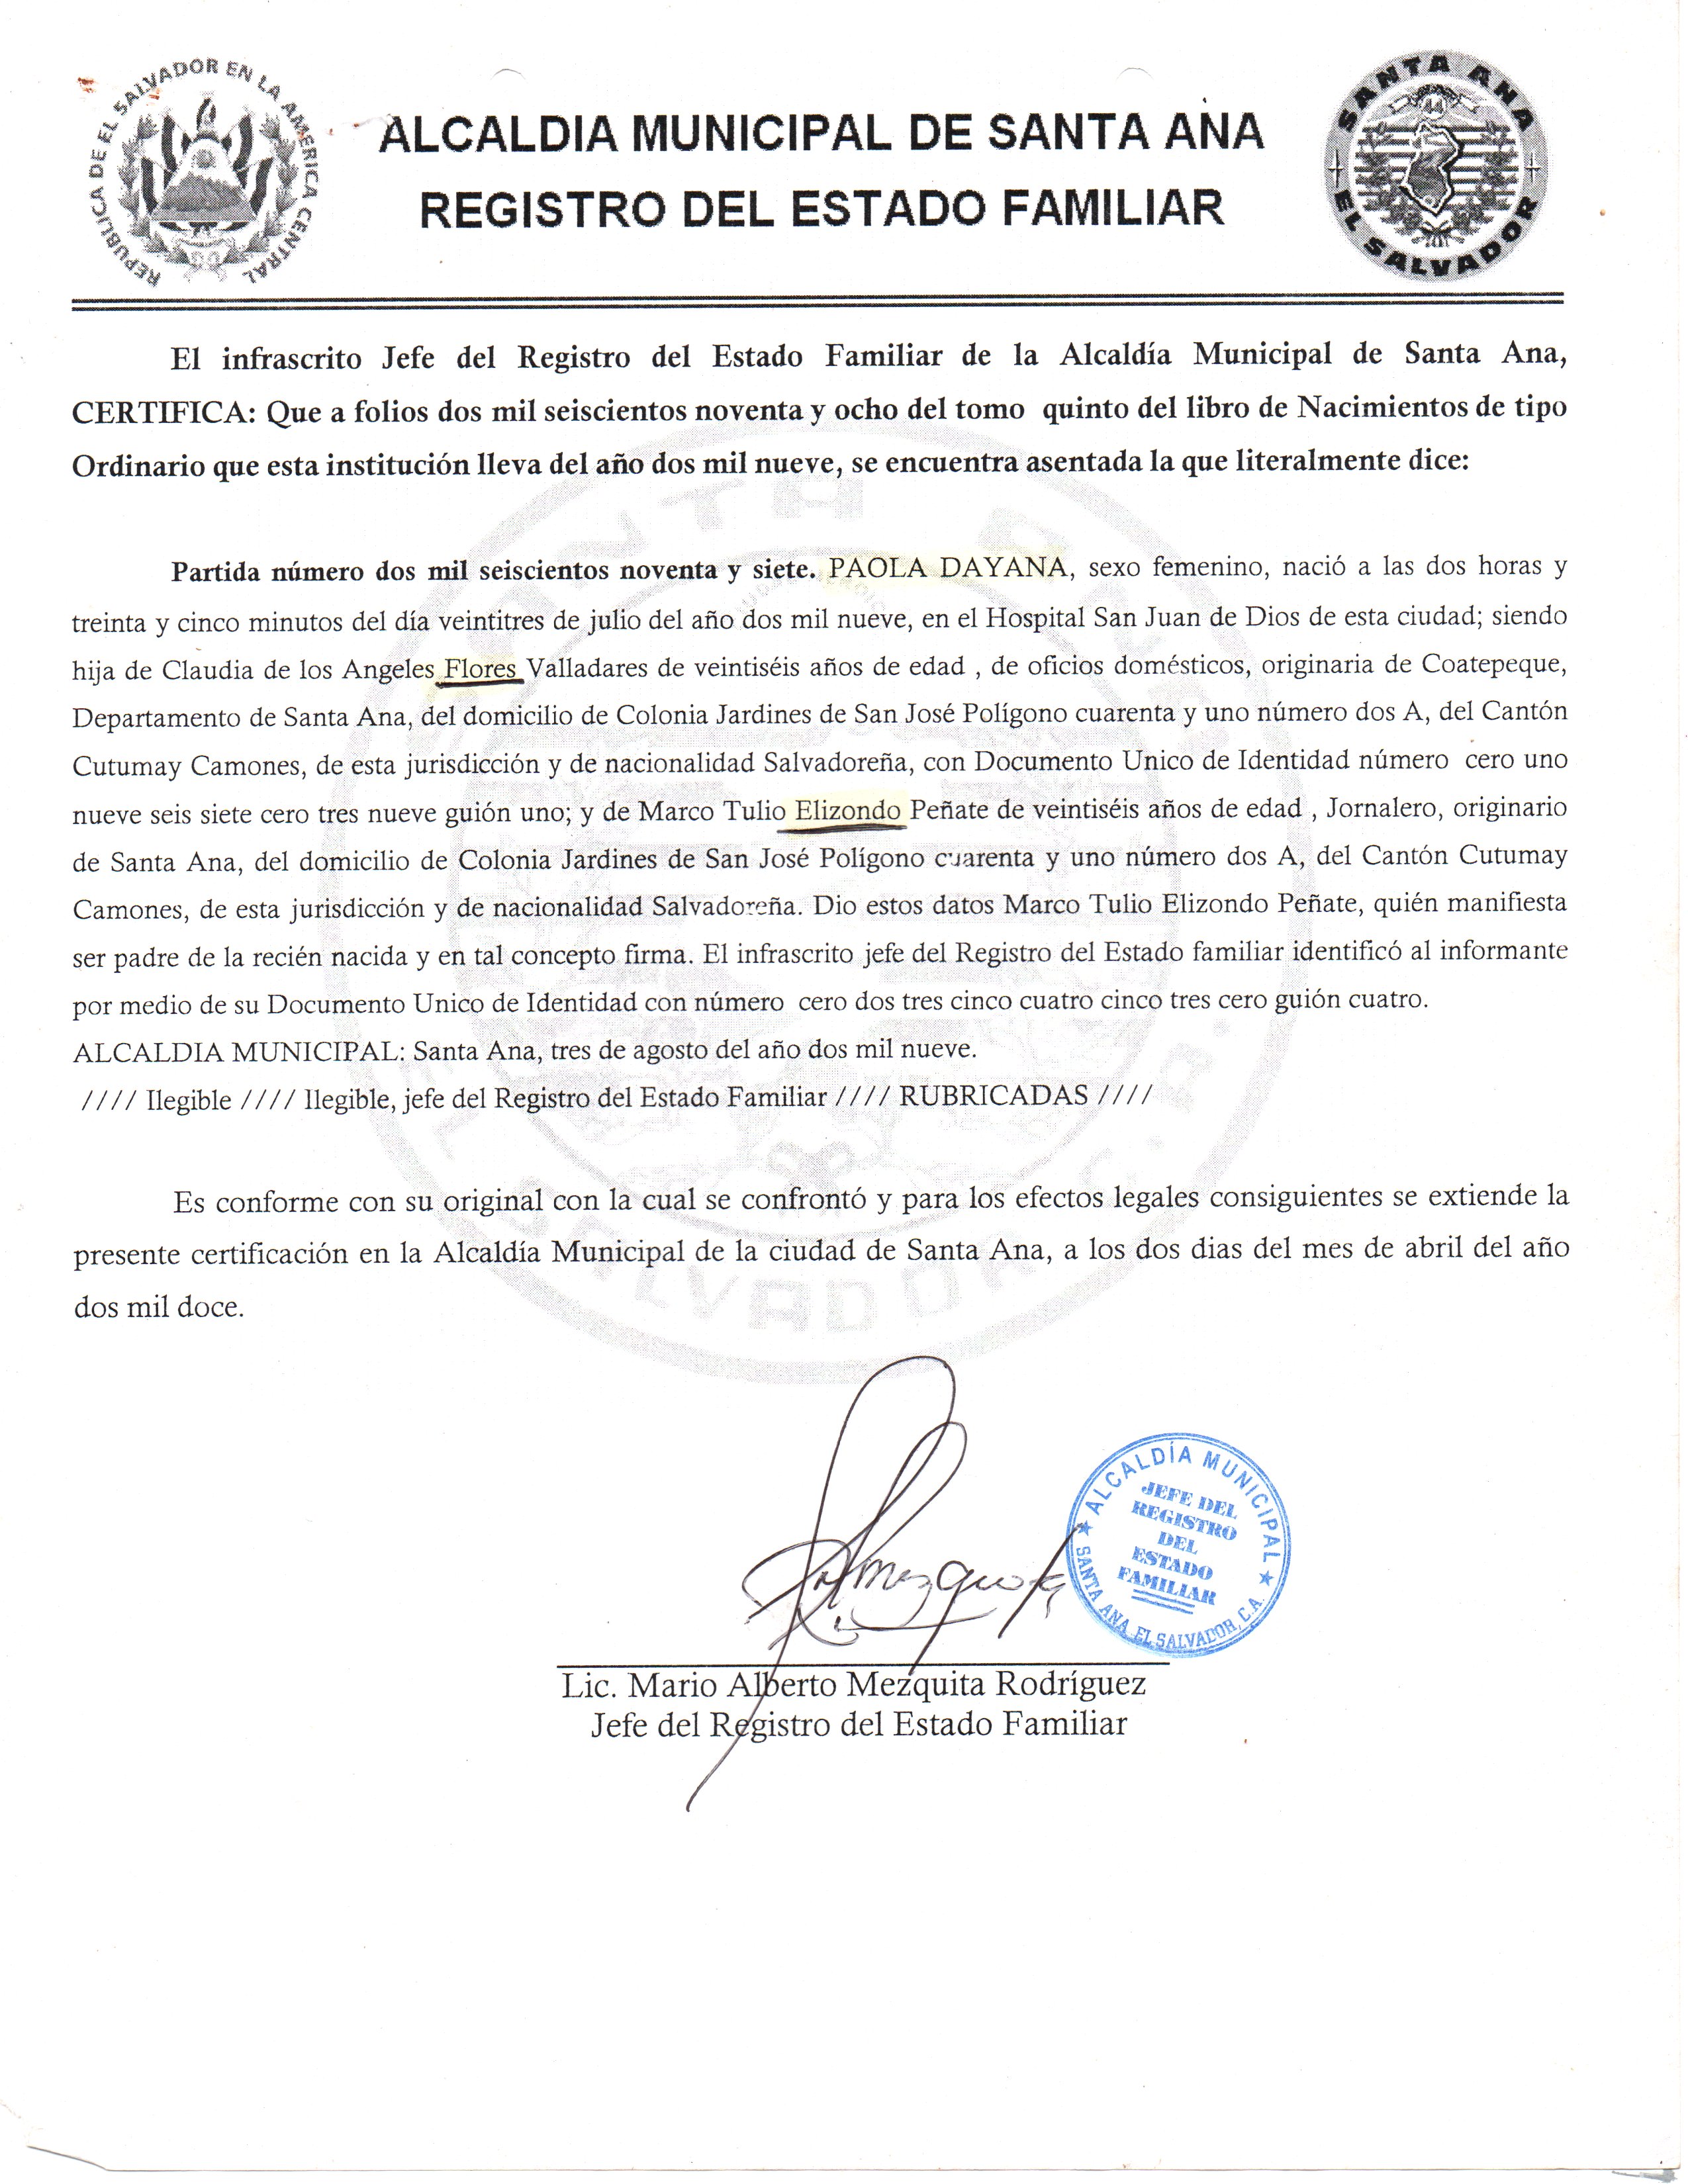 REPUBLICA DE EL SALVADOR EN LA AMERICA CENTRAL
ALCALDIA MUNICIPAL DE SANTA ANA
REGISTRO DEL ESTADO FAMILIAR
SANTA ANA
EL SALVADOR
El infrascrito Jefe del Registro del Estado Familiar de la Alcaldía Municipal de Santa Ana,
CERTIFICA: Que a folios dos mil seiscientos noventa y ocho del tomo quinto del libro de Nacimientos de tipo
Ordinario que esta institución lleva del año dos mil nueve, se encuentra asentada la que literalmente dice:
Partida número dos mil seiscientos noventa y siete. PAOLA DAYANA, sexo femenino, nació a las dos horas y
treinta y cinco minutos del día veintitres de julio del año dos mil nueve, en el Hospital San Juan de Dios de esta ciudad; siendo
hija de Claudia de los Angeles Flores Valladares de veintiséis años de edad , de oficios domésticos, originaria de Coatepeque,
Departamento de Santa Ana, del domicilio de Colonia Jardines de San José Polígono cuarenta y uno número dos A, del Cantón
Cutumay Camones, de esta jurisdicción y de nacionalidad Salvadoreña, con Documento Unico de Identidad número cero uno
nueve seis siete cero tres nueve guión uno; y de Marco Tulio Elizondo Peñate de veintiséis años de edad , Jornalero, originario
de Santa Ana, del domicilio de Colonia Jardines de San José Polígono cuarenta y uno número dos A, del Cantón Cutumay
Camones, de esta jurisdicción y de nacionalidad Salvadoreña. Dio estos datos Marco Tulio Elizondo Peñate, quién manifiesta
ser padre de la recién nacida y en tal concepto firma. El infrascrito jefe del Registro del Estado familiar identificó al informante
por medio de su Documento Unico de Identidad con número cero dos tres cinco cuatro cinco tres cero guión cuatro.
ALCALDIA MUNICIPAL: Santa Ana, tres de agosto del año dos mil nueve.
//// Ilegible //// Ilegible, jefe del Registro del Estado Familiar //// RUBRICADAS ////
Es conforme con su original con la cual se confrontó y para los efectos legales consiguientes se extiende la
presente certificación en la Alcaldía Municipal de la ciudad de Santa Ana, a los dos dias del mes de abril del año
dos mil doce.
ALCALDÍA MUNICIPAL
JEFE DEL
REGISTRO
DEL
ESTADO
FAMILIAR
SANTA ANA EL SALVADOR, C.A.
Lic. Mario Alberto Mezquita Rodríguez
Jefe del Registro del Estado Familiar